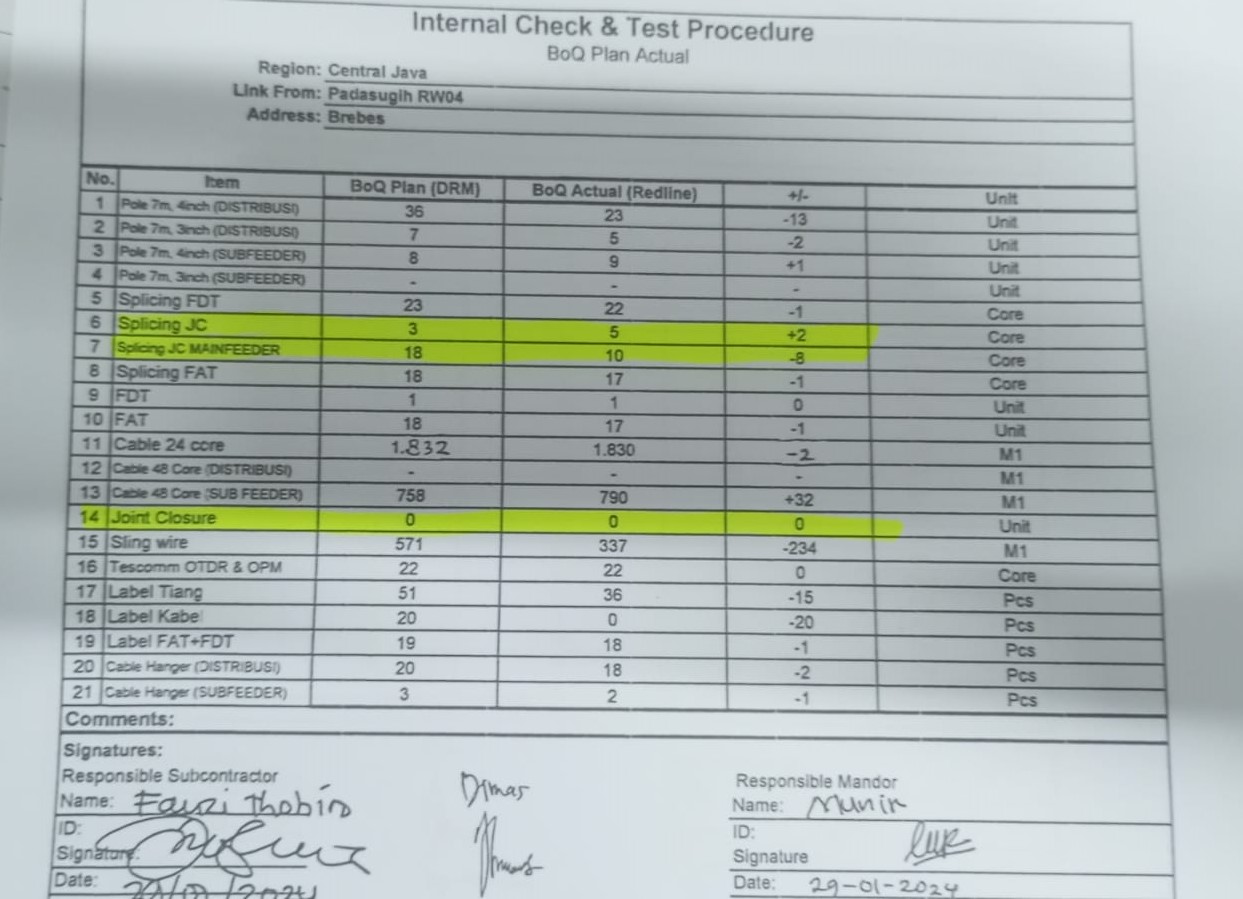 Internal Check & Test Procedure
BoQ Plan Actual
Region: Central Java
Link From: Padasugih RW04
Address: Brebes
No. Item BoQ Plan (DRM) BoQ Actual (Redline) +/- Unit
1 Pole 7m, 4inch (DISTRIBUSI) 36 23 -13 Unit
2 Pole 7m, 3inch (DISTRIBUSI) 7 5 -2 Unit
3 Pole 7m, 4inch (SUBFEEDER) 8 9 +1 Unit
4 Pole 7m, 3inch (SUBFEEDER) - - - Unit
5 Splicing FDT 23 22 -1 Core
6 Splicing JC 3 5 +2 Core
7 Splicing JC MAINFEEDER 18 10 -8 Core
8 Splicing FAT 18 17 -1 Core
9 FDT 1 1 0 Unit
10 FAT 18 17 -1 Unit
11 Cable 24 core 1.832 1.830 -2 M1
12 Cable 48 Core (DISTRIBUSI) - - - M1
13 Cable 48 Core (SUB FEEDER) 758 790 +32 M1
14 Joint Closure 0 0 0 Unit
15 Sling wire 571 337 -234 M1
16 Tescomm OTDR & OPM 22 22 0 Core
17 Label Tiang 51 36 -15 Pcs
18 Label Kabel 20 0 -20 Pcs
19 Label FAT+FDT 19 18 -1 Pcs
20 Cable Hanger (DISTRIBUSI) 20 18 -2 Pcs
21 Cable Hanger (SUBFEEDER) 3 2 -1 Pcs
Comments:
Signatures:
Responsible Subcontractor Dimas Responsible Mandor
Name: Fauzi Name: Munir
ID: ID:
Signature: Signature
Date: Date: 29-01-2024